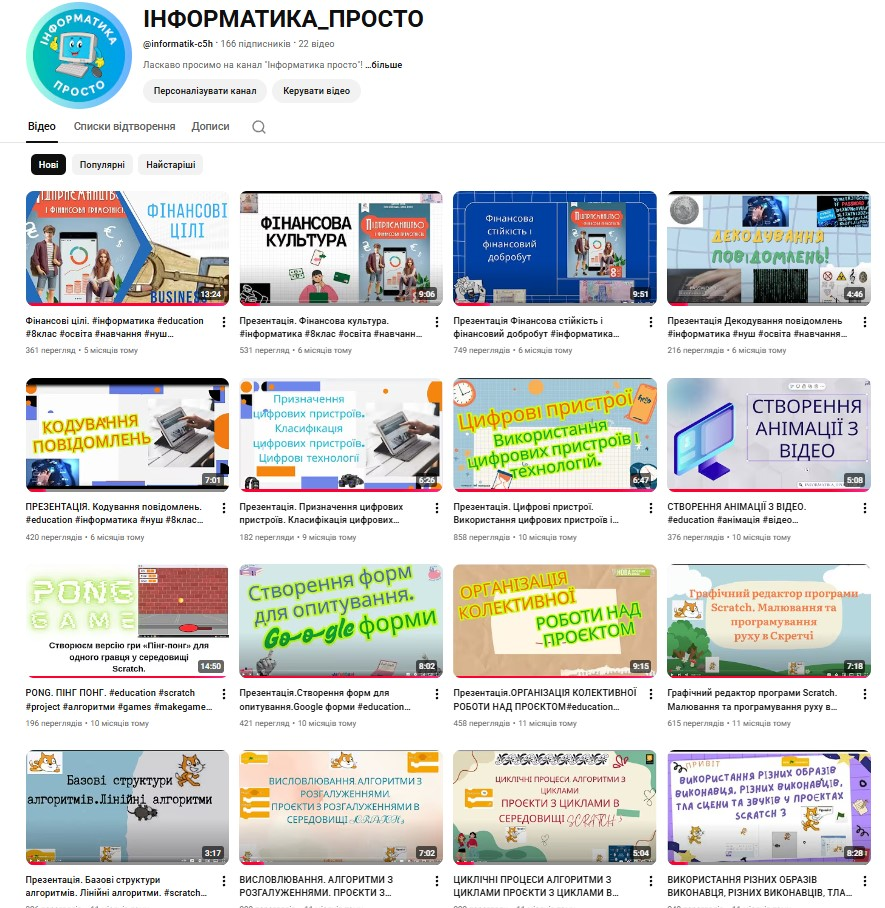 ІНФОРМАТИКА
ПРОСТО
ІНФОРМАТИКА_ПРОСТО
@informatik-c5h · 166 підписників · 22 відео
Ласкаво просимо на канал "Інформатика просто"! ...більше
Персоналізувати канал
Керувати відео
Відео
Списки відтворення
Дописи
Нові
Популярні
Найстаріші
І ФІНАНСОВА ГРАМОТНІСТЬ
ФІНАНСОВІ
ЦІЛІ
BUSINES
13:24
ФІНАНСОВА
КУЛЬТУРА
Підприємництво
9:06
Фінансова
стійкість і
фінансовий
добробут
Підприємництво
8
9:51
ДЕКОДУВАННЯ
ПОВІДОМЛЕНЬ!
4:46
Фінансові цілі. #інформатика #education
#8клас #освіта #навчання #нуш...
361 перегляд · 5 місяців тому
Презентація. Фінансова культура.
#інформатика #8клас #освіта #навчанн...
531 перегляд · 6 місяців тому
Презентація Фінансова стійкість і
фінансовий добробут #інформатика...
749 переглядів · 6 місяців тому
Презентація Декодування повідомлень
#інформатика #нуш #освіта #навчання...
216 переглядів · 6 місяців тому
КОДУВАННЯ
ПОВІДОМЛЕНЬ
7:01
Призначення
цифрових пристроїв.
Класифікація
цифрових пристроїв.
Цифрові технології
6:26
Цифрові пристрої
Використання
цифрових пристроїв і
технологій.
6:47
СТВОРЕННЯ
АНІМАЦІЇ З
ВІДЕО
5:08
ПРЕЗЕНТАЦІЯ. Кодування повідомлень.
#education #інформатика #нуш #8клас...
420 переглядів · 6 місяців тому
Презентація. Призначення цифрових
пристроїв. Класифікація цифрових...
182 перегляди · 9 місяців тому
Презентація. Цифрові пристрої.
Використання цифрових пристроїв і...
858 переглядів · 10 місяців тому
СТВОРЕННЯ АНІМАЦІЇ З ВІДЕО.
#education #анімація #відео...
376 переглядів · 10 місяців тому
PONG
GAME
Створюєм версію гри «Пінг-понг» для
одного гравця у середовищі
Scratch.
14:50
Створення форм
для опитування.
Go-o-gle форми
8:02
ОРГАНІЗАЦІЯ
КОЛЕКТИВНОЇ
РОБОТИ НАД
ПРОЄКТОМ
9:15
Графічний редактор програми
Scratch. Малювання та
програмування
руху в Скретчі
7:18
PONG. ПІНГ ПОНГ. #education #scratch
#project #алгоритми #games #makegame...
196 переглядів · 10 місяців тому
Презентація.Створення форм для
опитування.Google форми #education...
421 перегляд · 10 місяців тому
Презентація.ОРГАНІЗАЦІЯ КОЛЕКТИВНОЇ
РОБОТИ НАД ПРОЄКТОМ#education...
458 переглядів · 11 місяців тому
Графічний редактор програми Scratch.
Малювання та програмування руху в...
615 переглядів · 11 місяців тому
Базові структури
алгоритмів.Лінійні алгоритми
3:17
ВИСЛОВЛЮВАННЯ.АЛГОРИТМИ З
РОЗГАЛУЖЕННЯМИ.
ПРОЄКТИ З РОЗГАЛУЖЕННЯМИ В
СЕРЕДОВИЩІ
7:02
ЦИКЛІЧНІ ПРОЦЕСИ.АЛГОРИТМИ З
ЦИКЛАМИ
ПРОЄКТИ З ЦИКЛАМИ В
СЕРЕДОВИЩІ SCRATCH
5:04
ПРИВІТ
ВИКОРИСТАННЯ РІЗНИХ ОБРАЗІВ
ВИКОНАВЦЯ, РІЗНИХ ВИКОНАВЦІВ,
ТЛА СЦЕНИ ТА ЗВУКІВ У ПРОЄКТАХ
SCRATCH 3
8:28
Презентація. Базові структури
алгоритмів. Лінійні алгоритми. #scratch...
ВИСЛОВЛЮВАННЯ. АЛГОРИТМИ З
РОЗГАЛУЖЕННЯМИ. ПРОЄКТИ З...
ЦИКЛІЧНІ ПРОЦЕСИ АЛГОРИТМИ З
ЦИКЛАМИ ПРОЄКТИ З ЦИКЛАМИ В...
ВИКОРИСТАННЯ РІЗНИХ ОБРАЗІВ
ВИКОНАВЦЯ, РІЗНИХ ВИКОНАВЦІВ, ТЛА...